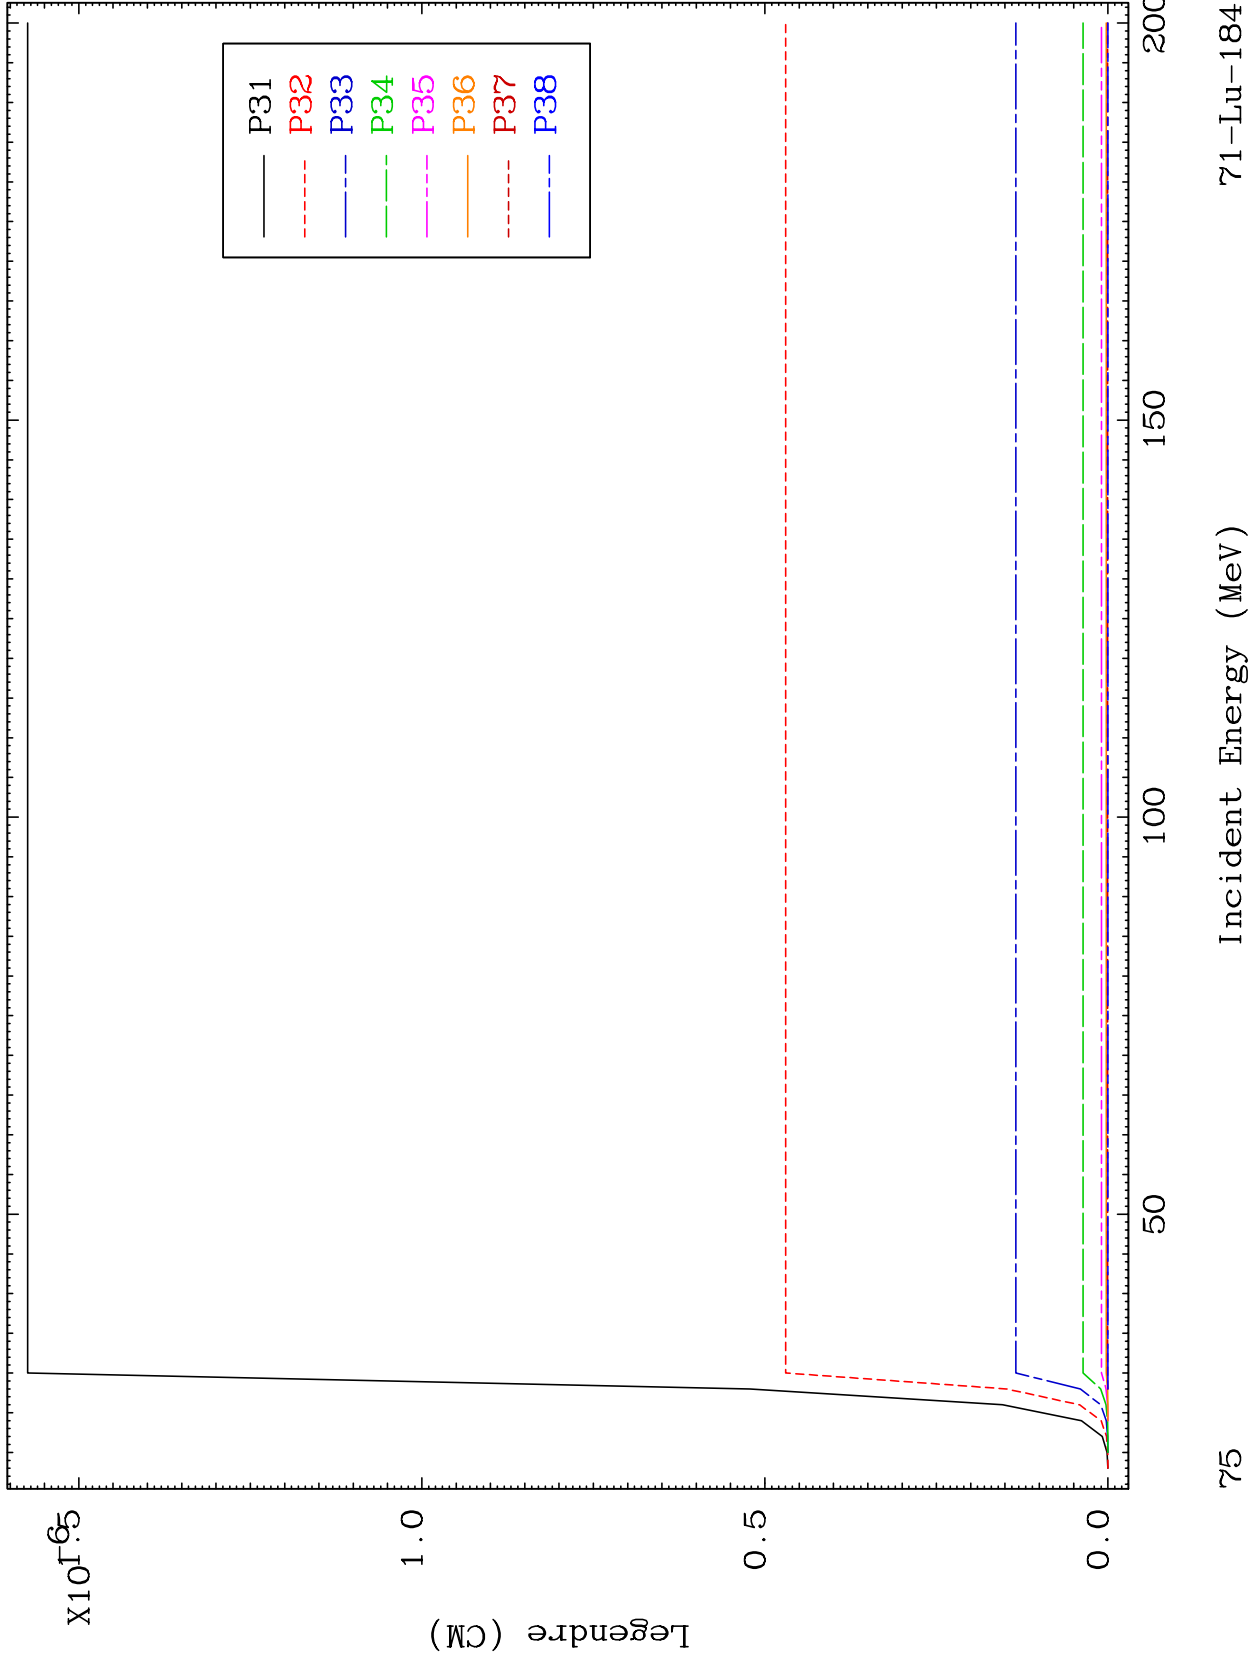 X10⁻⁶
1.5
1.0
0.5
0.0
Legendre (CM)
P31
P32
P33
P34
P35
P36
P37
P38
50
100
150
200
75
Incident Energy (MeV)
71-Lu-184